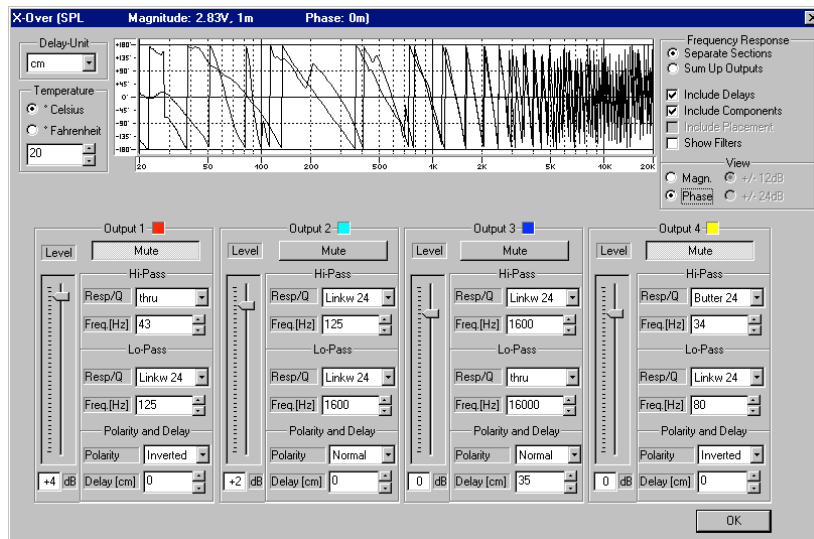 X-Over (SPL Magnitude: 2.83V, 1m Phase: 0m)
Delay-Unit
cm
Temperature
° Celsius
° Fahrenheit
20
+180°
+135°
+90°
+45°
0°
-45°
-90°
-135°
-180°
20 50 100 200 500 1K 2K 5K 10K 20K
Frequency Response
Separate Sections
Sum Up Outputs
Include Delays
Include Components
Include Placement
Show Filters
View
Magn. +/- 12dB
Phase +/- 24dB
Output 1
Level Mute
Hi-Pass
Resp/Q thru
Freq.[Hz] 43
Lo-Pass
Resp/Q Linkw 24
Freq.[Hz] 125
Polarity and Delay
Polarity Inverted
+4 dB Delay [cm] 0
Output 2
Level Mute
Hi-Pass
Resp/Q Linkw 24
Freq.[Hz] 125
Lo-Pass
Resp/Q Linkw 24
Freq.[Hz] 1600
Polarity and Delay
Polarity Normal
+2 dB Delay [cm] 0
Output 3
Level Mute
Hi-Pass
Resp/Q Linkw 24
Freq.[Hz] 1600
Lo-Pass
Resp/Q thru
Freq.[Hz] 16000
Polarity and Delay
Polarity Normal
0 dB Delay [cm] 35
Output 4
Level Mute
Hi-Pass
Resp/Q Butter 24
Freq.[Hz] 34
Lo-Pass
Resp/Q Linkw 24
Freq.[Hz] 80
Polarity and Delay
Polarity Inverted
0 dB Delay [cm] 0
OK